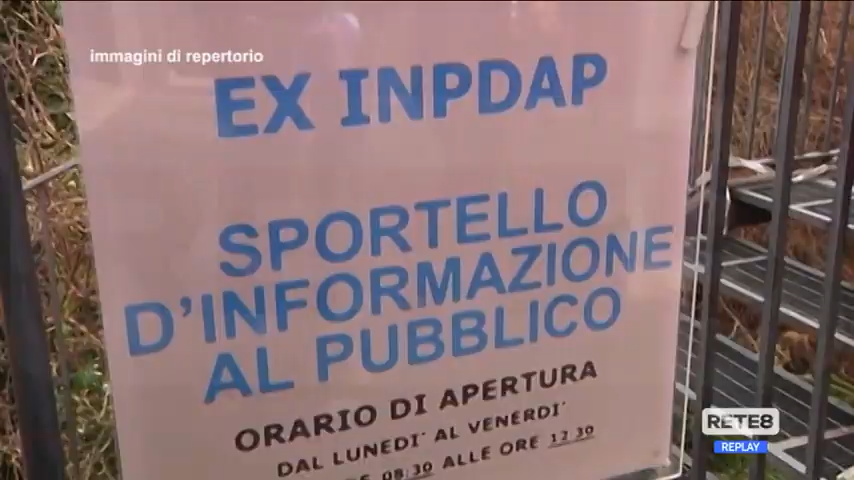 immagini di repertorio
EX INPDAP
SPORTELLO
D'INFORMAZIONE
AL PUBBLICO
ORARIO DI APERTURA
DAL LUNEDI´ AL VENERDI´
08:30 ALLE ORE 12 30
RETE8
REPLAY